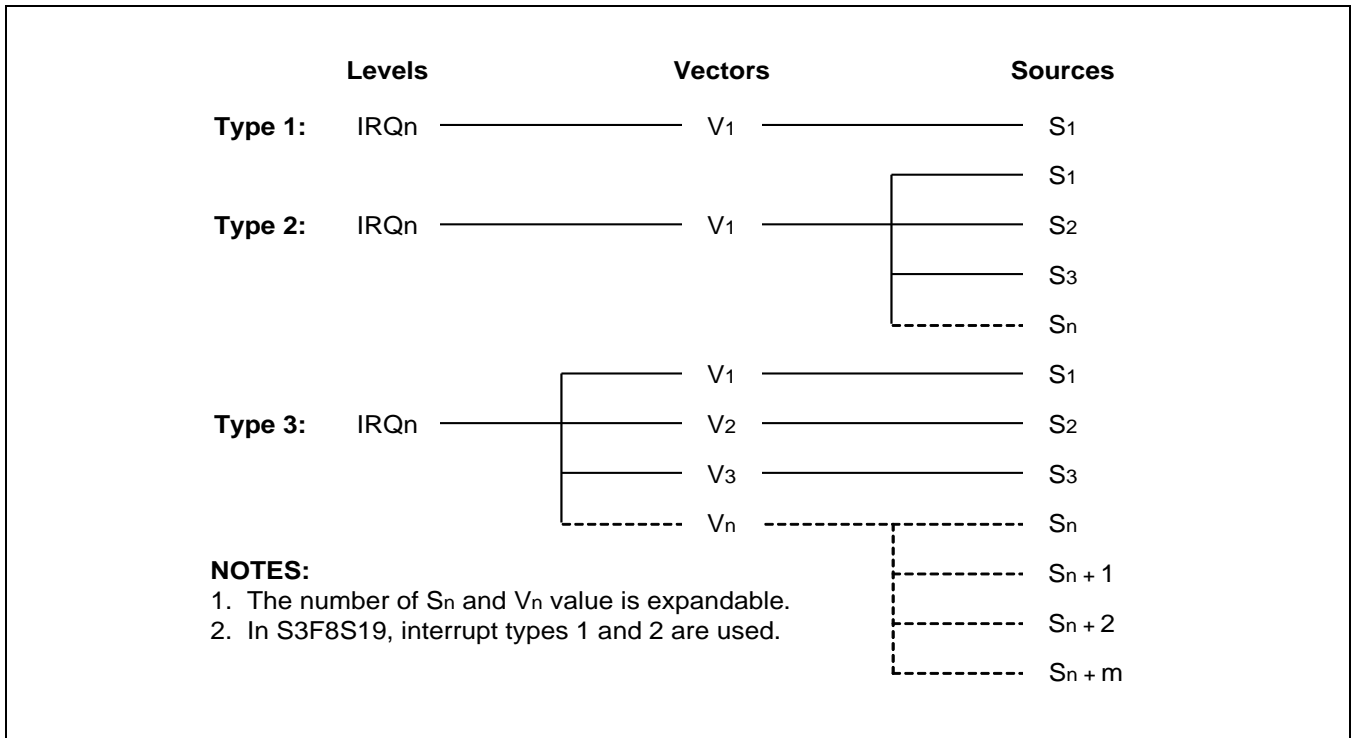 Levels Vectors Sources
Type 1: IRQn V1 S1
S1
Type 2: IRQn V1 S2
S3
Sn
V1 S1
Type 3: IRQn V2 S2
V3 S3
Vn Sn
NOTES: Sn + 1
1. The number of Sn and Vn value is expandable.
2. In S3F8S19, interrupt types 1 and 2 are used. Sn + 2
Sn + m